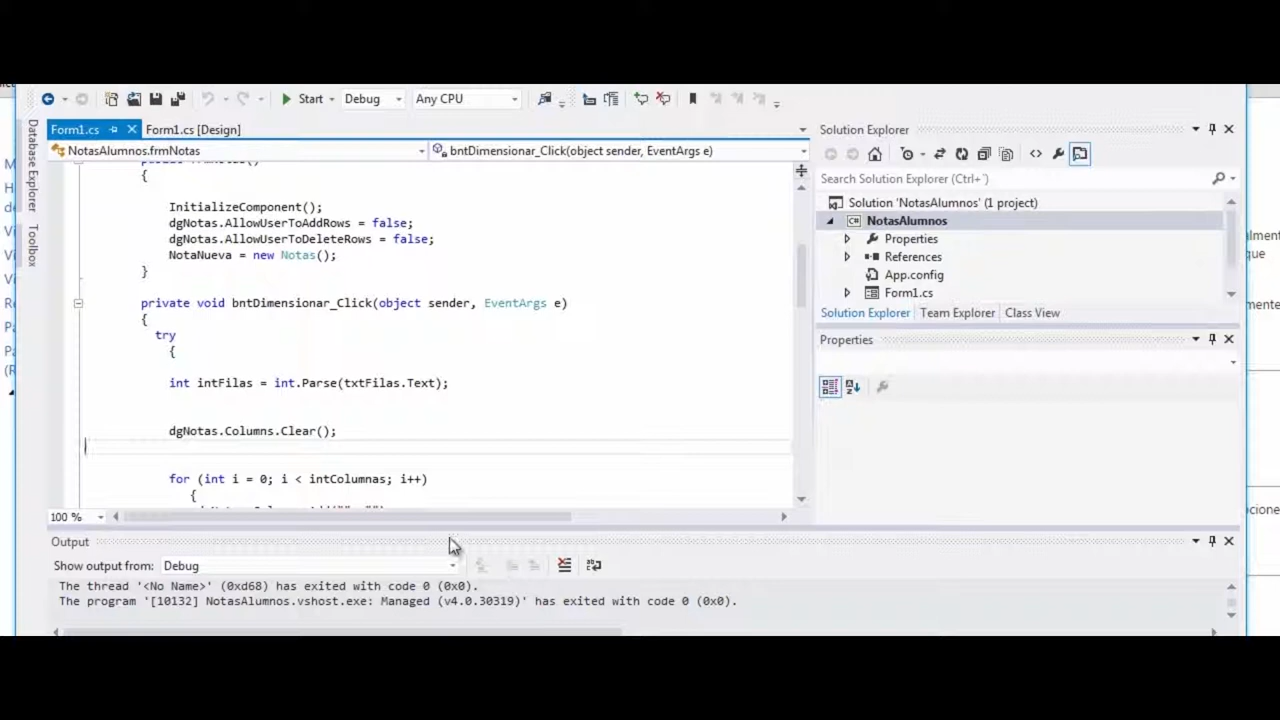 Start
Debug
Any CPU
Form1.cs
Form1.cs [Design]
Solution Explorer
NotasAlumnos.frmNotas
bntDimensionar_Click(object sender, EventArgs e)
Database Explorer
Toolbox
{
InitializeComponent();
dgNotas.AllowUserToAddRows = false;
dgNotas.AllowUserToDeleteRows = false;
NotaNueva = new Notas();
}
private void bntDimensionar_Click(object sender, EventArgs e)
{
try
{
int intFilas = int.Parse(txtFilas.Text);
dgNotas.Columns.Clear();
for (int i = 0; i < intColumnas; i++)
{
100 %
Search Solution Explorer (Ctrl+´)
Solution 'NotasAlumnos' (1 project)
NotasAlumnos
Properties
References
App.config
Form1.cs
Solution Explorer
Team Explorer
Class View
Properties
Output
Show output from:
Debug
The thread '<No Name>' (0xd68) has exited with code 0 (0x0).
The program '[10132] NotasAlumnos.vshost.exe: Managed (v4.0.30319)' has exited with code 0 (0x0).